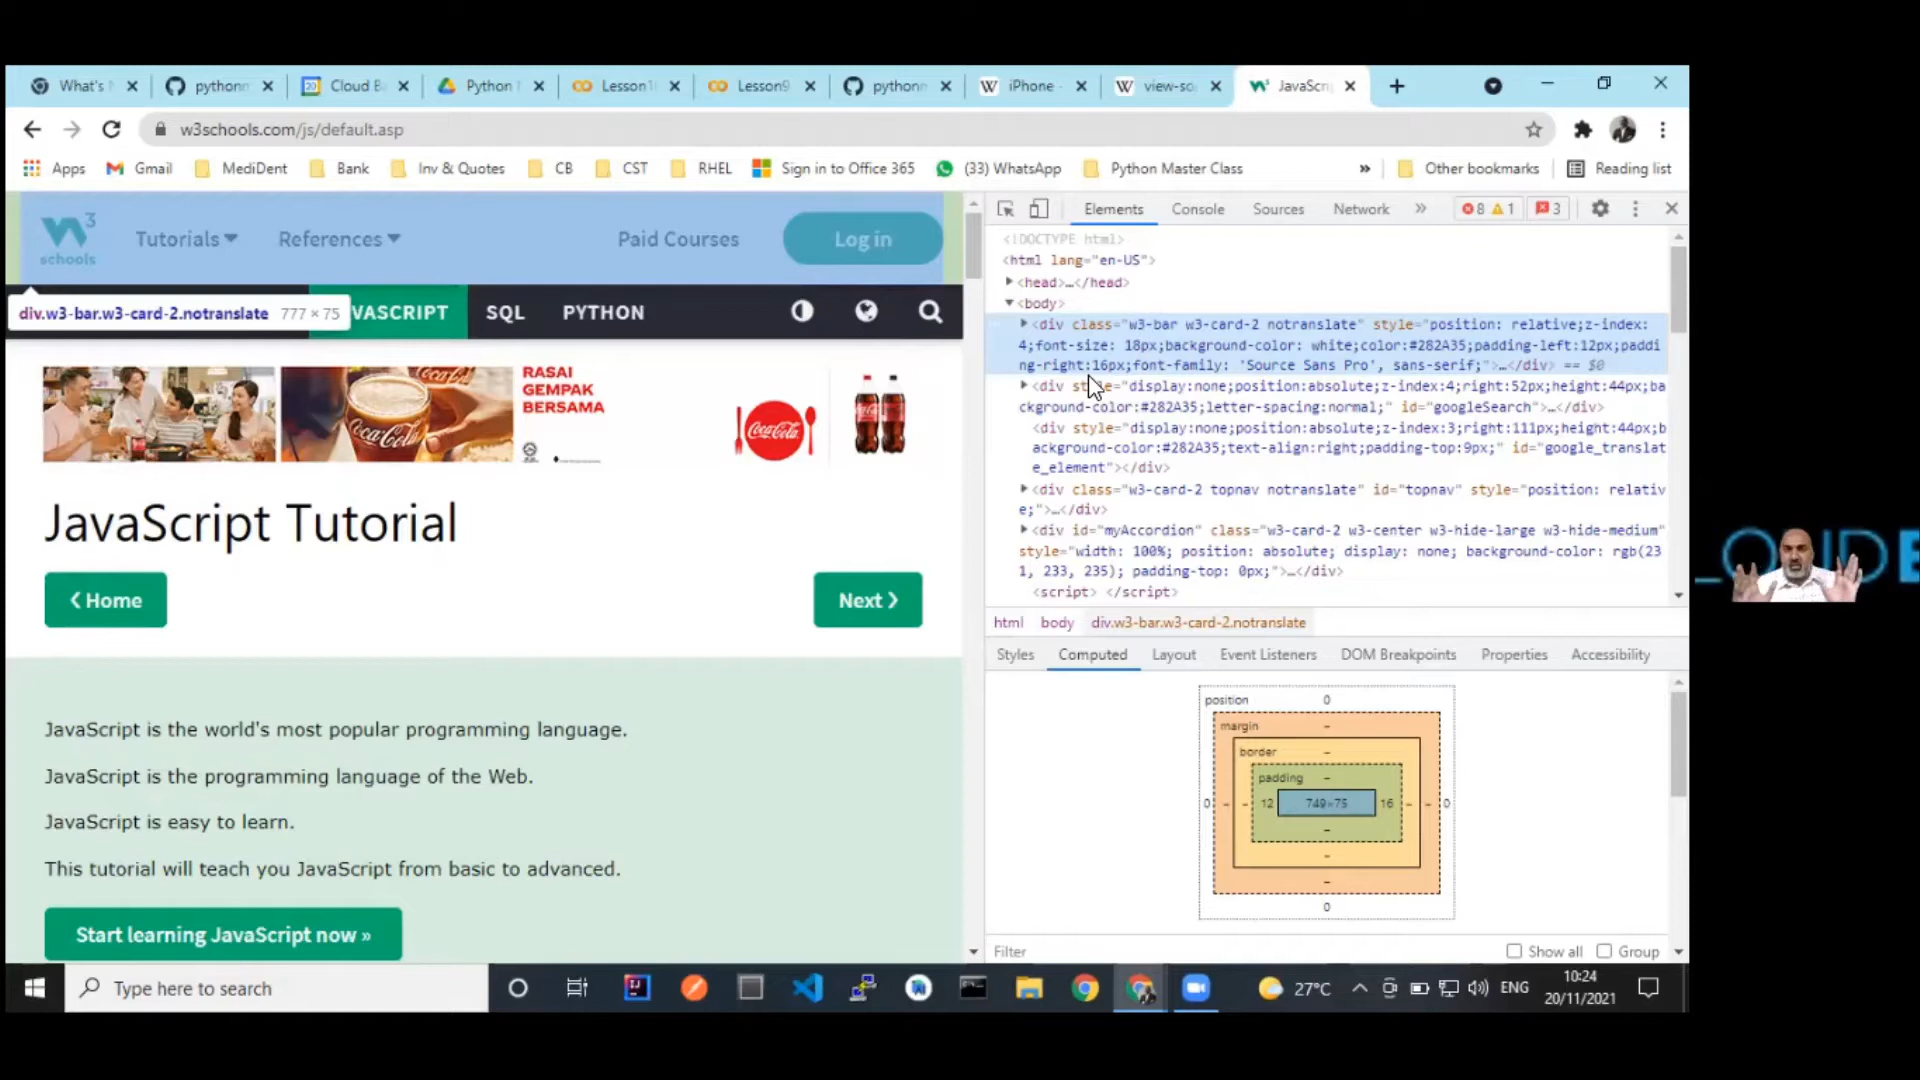 What's
pythonn
Cloud B
Python
Lesson1
Lesson9
pythonn
iPhone -
view-so
JavaScri
w3schools.com/js/default.asp
Apps
Gmail
MediDent
Bank
Inv & Quotes
CB
CST
RHEL
Sign in to Office 365
(33) WhatsApp
Python Master Class
»
Other bookmarks
Reading list
W3 schools
Tutorials
References
Paid Courses
Log in
div.w3-bar.w3-card-2.notranslate 777 × 75
VASCRIPT
SQL
PYTHON
RASAI
GEMPAK
BERSAMA
Coca-Cola
JavaScript Tutorial
❮ Home
Next ❯
JavaScript is the world's most popular programming language.
JavaScript is the programming language of the Web.
JavaScript is easy to learn.
This tutorial will teach you JavaScript from basic to advanced.
Start learning JavaScript now »
Elements
Console
Sources
Network
»
8
1
3
<!DOCTYPE html>
<html lang="en-US">
<head>…</head>
<body>
<div class="w3-bar w3-card-2 notranslate" style="position: relative;z-index:
4;font-size: 18px;background-color: white;color:#282A35;padding-left:12px;paddi
ng-right:16px;font-family: 'Source Sans Pro', sans-serif;">…</div> == $0
<div style="display:none;position:absolute;z-index:4;right:52px;height:44px;ba
ckground-color:#282A35;letter-spacing:normal;" id="googleSearch">…</div>
<div style="display:none;position:absolute;z-index:3;right:111px;height:44px;b
ackground-color:#282A35;text-align:right;padding-top:9px;" id="google_translat
e_element"></div>
<div class="w3-card-2 topnav notranslate" id="topnav" style="position: relativ
e;">…</div>
<div id="myAccordion" class="w3-card-2 w3-center w3-hide-large w3-hide-medium"
style="width: 100%; position: absolute; display: none; background-color: rgb(23
1, 233, 235); padding-top: 0px;">…</div>
<script> </script>
html
body
div.w3-bar.w3-card-2.notranslate
Styles
Computed
Layout
Event Listeners
DOM Breakpoints
Properties
Accessibility
position
0
margin
–
border
–
padding
–
0
–
–
12
749×75
16
–
–
0
–
–
–
0
Filter
Show all
Group
Type here to search
27°C
ENG
10:24
20/11/2021